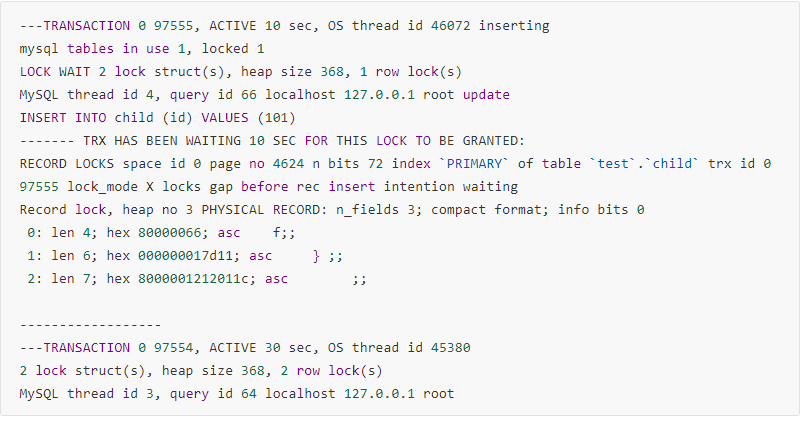 ---TRANSACTION 0 97555, ACTIVE 10 sec, OS thread id 46072 inserting
mysql tables in use 1, locked 1
LOCK WAIT 2 lock struct(s), heap size 368, 1 row lock(s)
MySQL thread id 4, query id 66 localhost 127.0.0.1 root update
INSERT INTO child (id) VALUES (101)
------- TRX HAS BEEN WAITING 10 SEC FOR THIS LOCK TO BE GRANTED:
RECORD LOCKS space id 0 page no 4624 n bits 72 index `PRIMARY` of table `test`.`child` trx id 0
97555 lock_mode X locks gap before rec insert intention waiting
Record lock, heap no 3 PHYSICAL RECORD: n_fields 3; compact format; info bits 0
 0: len 4; hex 80000066; asc    f;;
 1: len 6; hex 000000017d11; asc     } ;;
 2: len 7; hex 8000001212011c; asc        ;;
------------------
---TRANSACTION 0 97554, ACTIVE 30 sec, OS thread id 45380
2 lock struct(s), heap size 368, 2 row lock(s)
MySQL thread id 3, query id 64 localhost 127.0.0.1 root